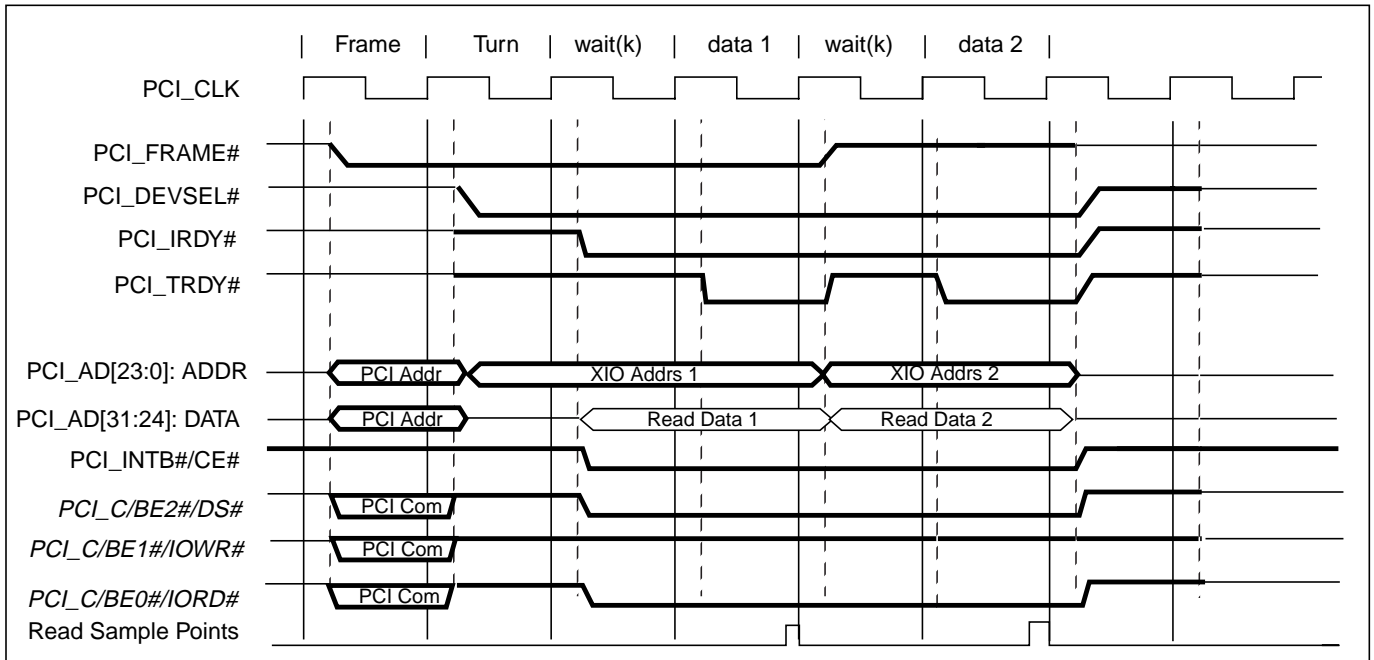 | Frame | Turn | wait(k) | data 1 | wait(k) | data 2 |
PCI_CLK
PCI_FRAME#
PCI_DEVSEL#
PCI_IRDY#
PCI_TRDY#
PCI_AD[23:0]: ADDR PCI Addr XIO Addrs 1 XIO Addrs 2
PCI_AD[31:24]: DATA PCI Addr Read Data 1 Read Data 2
PCI_INTB#/CE#
PCI_C/BE2#/DS# PCI Com
PCI_C/BE1#/IOWR# PCI Com
PCI_C/BE0#/IORD# PCI Com
Read Sample Points